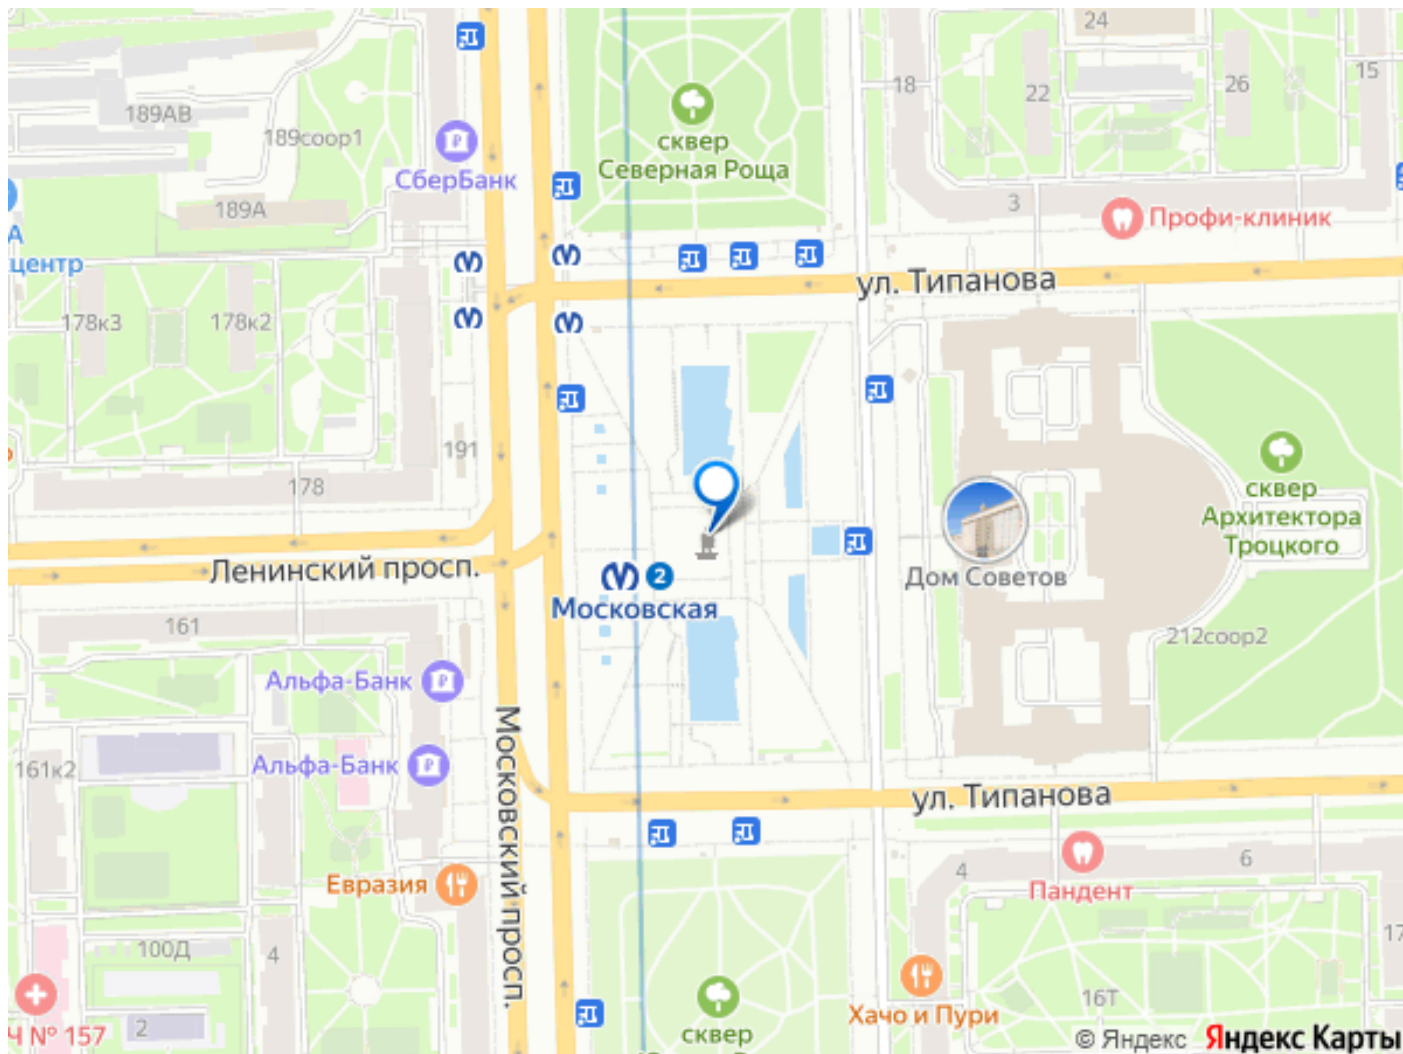 24
18
22
26
15
189АВ
189соор1
сквер
Северная Роща
СберБанк
189А
3
Профи-клиник
А
центр
ул. Типанова
178к3
178к2
191
178
сквер
Архитектора
Троцкого
Ленинский просп.
2
Московская
Дом Советов
161
212соор2
Альфа-Банк
Московский просп.
161к2
Альфа-Банк
ул. Типанова
4
6
Пандент
Евразия
100Д
4
17
16Т
Хачо и Пури
Ч № 157
2
сквер
© Яндекс Яндекс Карты